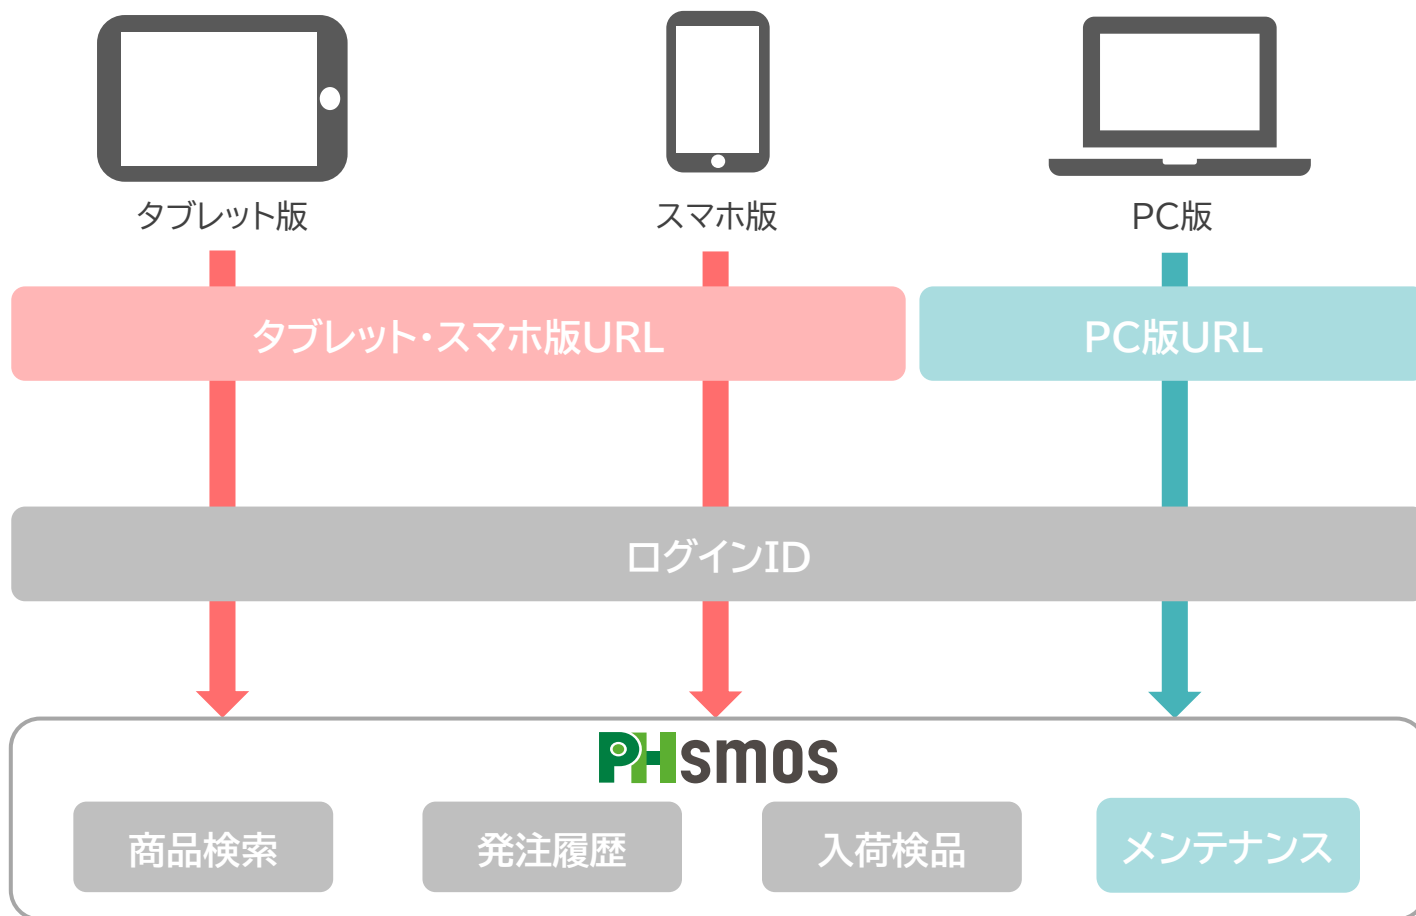 タブレット版
スマホ版
PC版
タブレット・スマホ版URL
PC版URL
ログインID
PHsmos
商品検索
発注履歴
入荷検品
メンテナンス